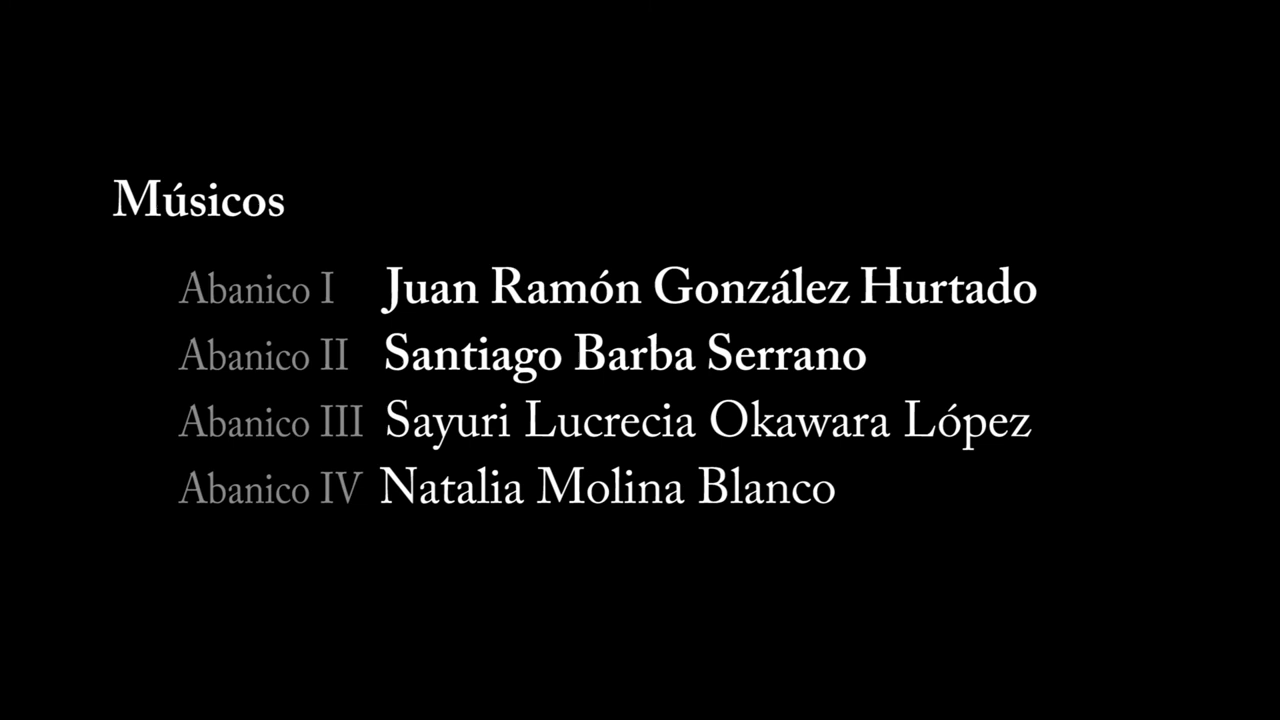 Músicos
Abanico I Juan Ramón González Hurtado
Abanico II Santiago Barba Serrano
Abanico III Sayuri Lucrecia Okawara López
Abanico IV Natalia Molina Blanco